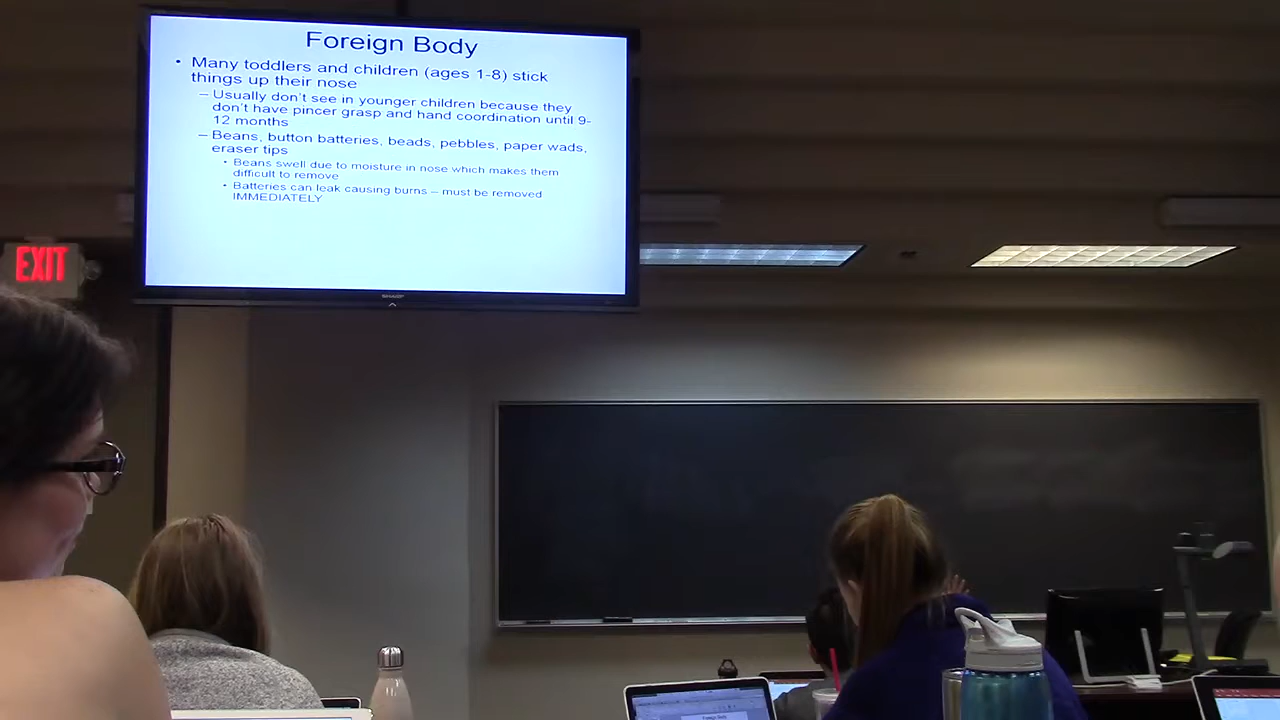 Foreign Body
• Many toddlers and children (ages 1-8) stick
things up their nose
– Usually don't see in younger children because they
don't have pincer grasp and hand coordination until 9-
12 months
– Beans, button batteries, beads, pebbles, paper wads,
eraser tips
• Beans swell due to moisture in nose which makes them
difficult to remove
• Batteries can leak causing burns – must be removed
IMMEDIATELY
SHARP
EXIT
Foreign Body